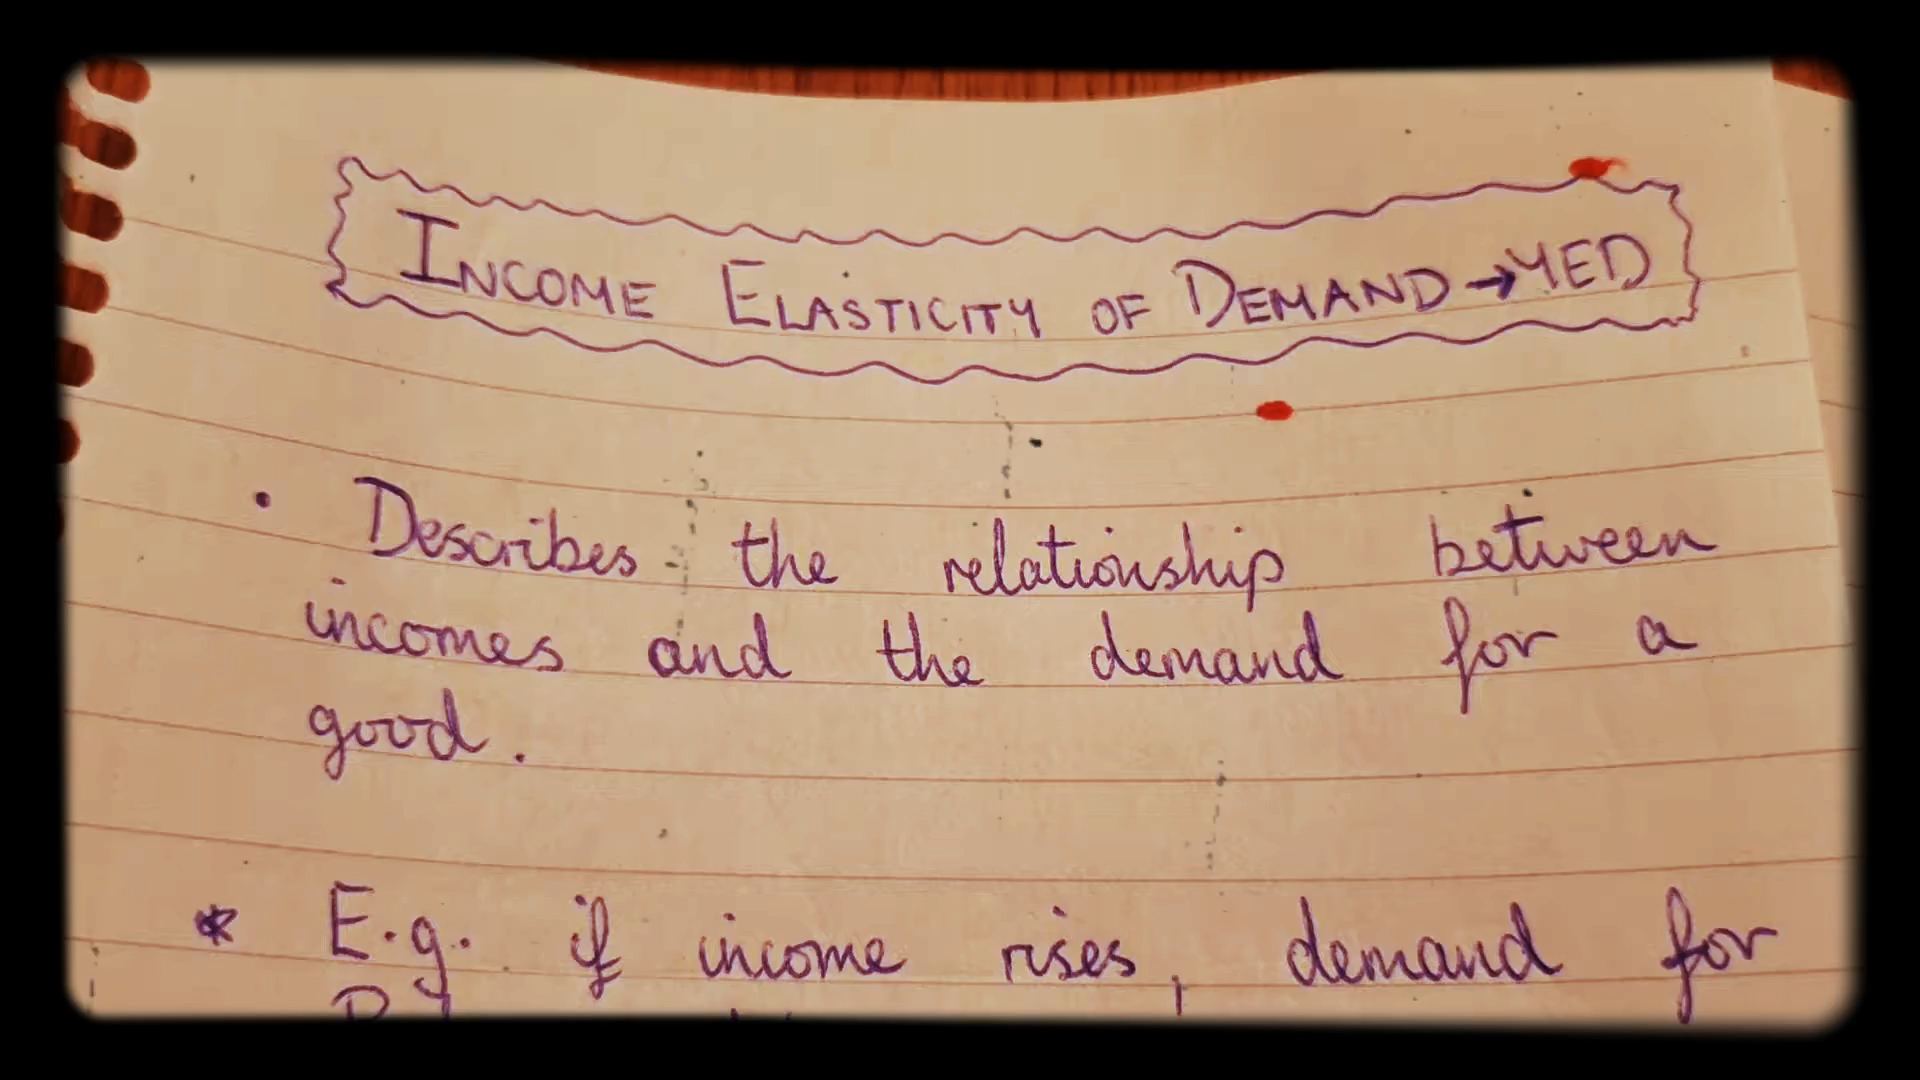 INCOME ELASTICITY OF DEMAND → YED
• Describes the relationship between
incomes and the demand for a
good.
* E.g. if income rises, demand for